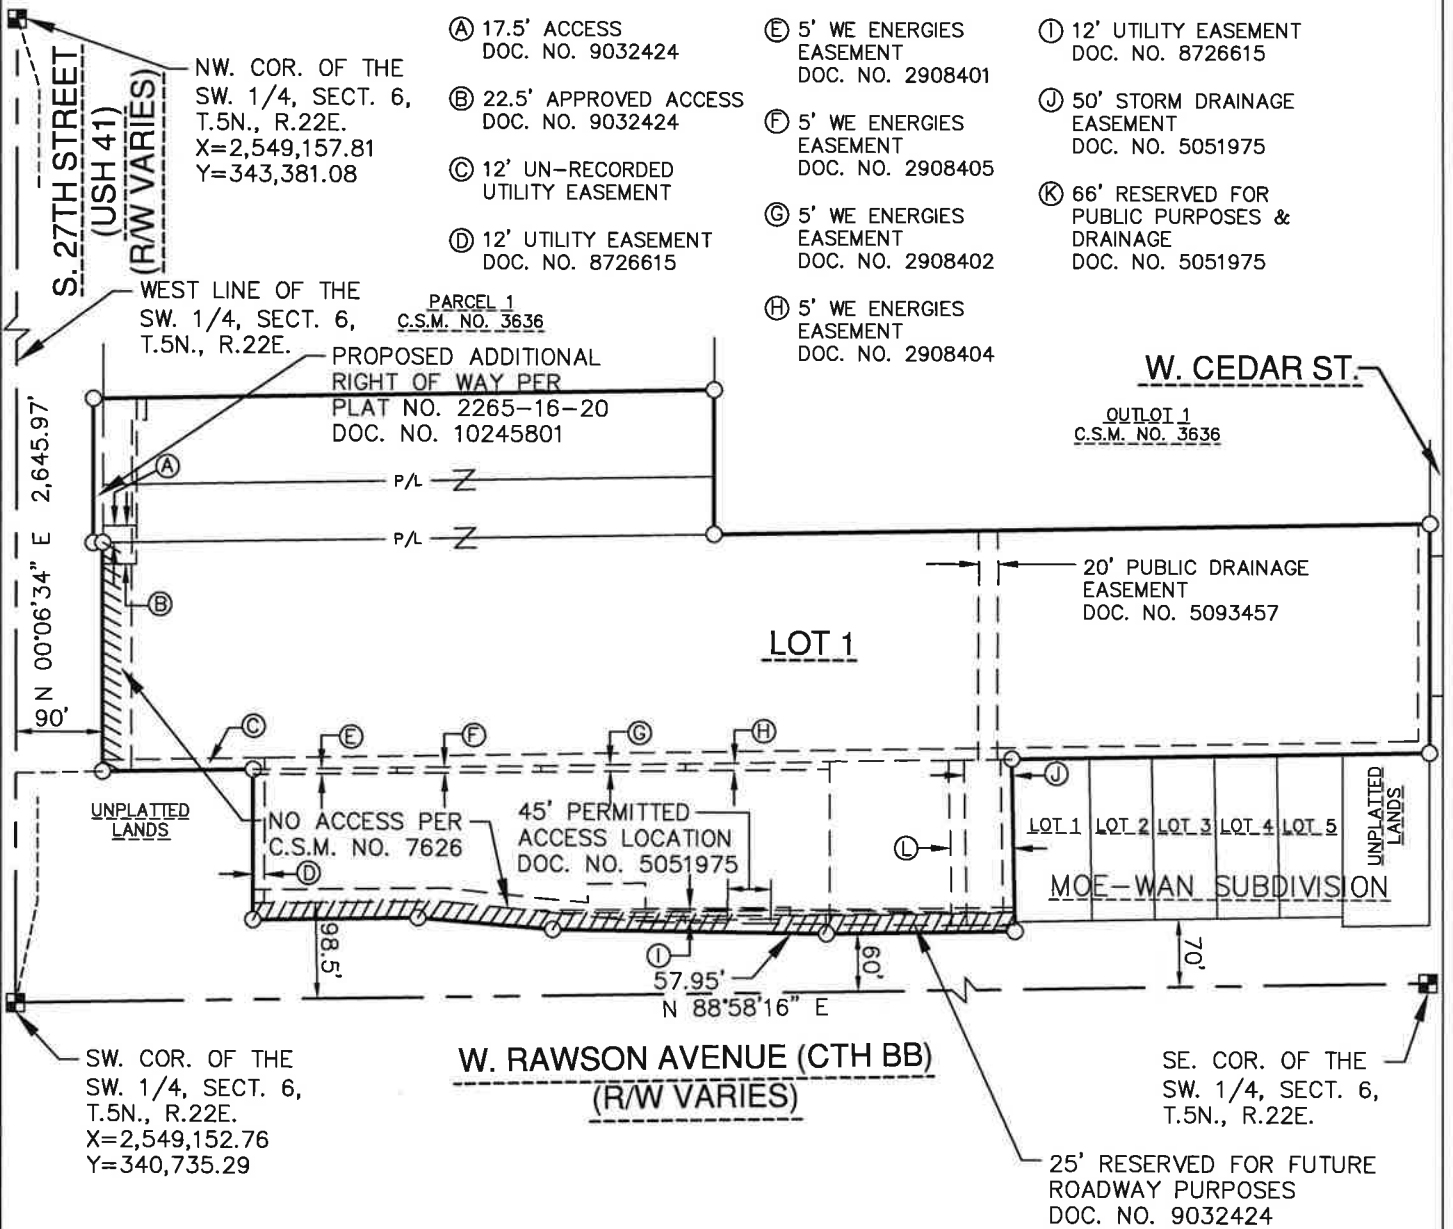 S. 27TH STREET
(USH 41)
(R/W VARIES)
NW. COR. OF THE
SW. 1/4, SECT. 6,
T.5N., R.22E.
X=2,549,157.81
Y=343,381.08
WEST LINE OF THE
SW. 1/4, SECT. 6,
T.5N., R.22E.
A 17.5' ACCESS
DOC. NO. 9032424
B 22.5' APPROVED ACCESS
DOC. NO. 9032424
C 12' UN-RECORDED
UTILITY EASEMENT
D 12' UTILITY EASEMENT
DOC. NO. 8726615
E 5' WE ENERGIES
EASEMENT
DOC. NO. 2908401
F 5' WE ENERGIES
EASEMENT
DOC. NO. 2908405
G 5' WE ENERGIES
EASEMENT
DOC. NO. 2908402
H 5' WE ENERGIES
EASEMENT
DOC. NO. 2908404
I 12' UTILITY EASEMENT
DOC. NO. 8726615
J 50' STORM DRAINAGE
EASEMENT
DOC. NO. 5051975
K 66' RESERVED FOR
PUBLIC PURPOSES &
DRAINAGE
DOC. NO. 5051975
PARCEL 1
C.S.M. NO. 3636
PROPOSED ADDITIONAL
RIGHT OF WAY PER
PLAT NO. 2265-16-20
DOC. NO. 10245801
W. CEDAR ST.
OUTLOT 1
C.S.M. NO. 3636
N 00°06'34" E 2,645.97'
90'
A
P/L
P/L
B
20' PUBLIC DRAINAGE
EASEMENT
DOC. NO. 5093457
LOT 1
C
E
F
G
H
J
UNPLATTED
LANDS
NO ACCESS PER
C.S.M. NO. 7626
D
45' PERMITTED
ACCESS LOCATION
DOC. NO. 5051975
L
LOT 1
LOT 2
LOT 3
LOT 4
LOT 5
UNPLATTED
LANDS
MOE-WAN SUBDIVISION
98.5'
I
57.95'
60'
70'
N 88°58'16" E
W. RAWSON AVENUE (CTH BB)
(R/W VARIES)
SW. COR. OF THE
SW. 1/4, SECT. 6,
T.5N., R.22E.
X=2,549,152.76
Y=340,735.29
SE. COR. OF THE
SW. 1/4, SECT. 6,
T.5N., R.22E.
25' RESERVED FOR FUTURE
ROADWAY PURPOSES
DOC. NO. 9032424